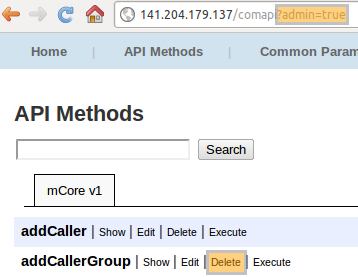 141.204.179.137/comapi?admin=true
Home | API Methods | Common Param
API Methods
Search
mCore v1
addCaller | Show | Edit | Delete | Execute
addCallerGroup | Show | Edit | Delete | Execute